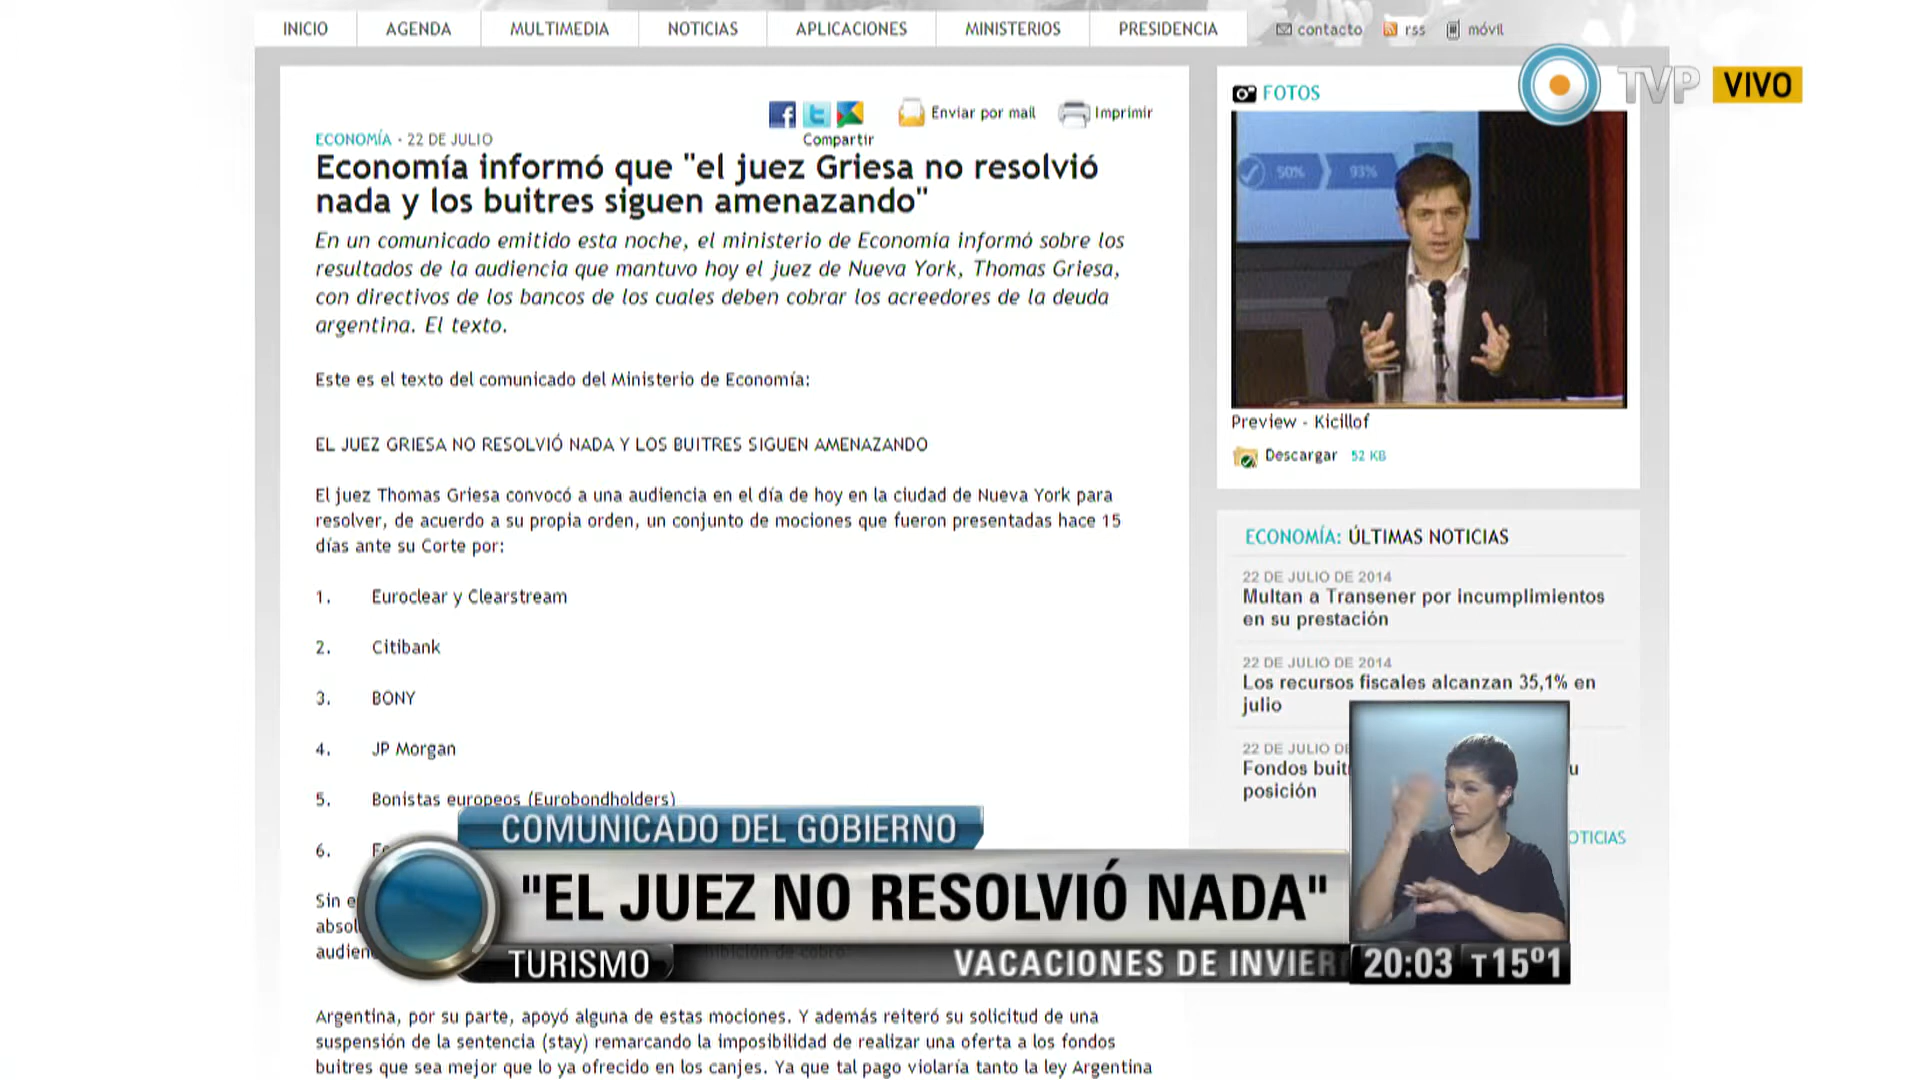 INICIO AGENDA MULTIMEDIA NOTICIAS APLICACIONES MINISTERIOS PRESIDENCIA contacto rss móvil
TVP VIVO
Compartir Enviar por mail Imprimir
ECONOMÍA - 22 DE JULIO
Economía informó que "el juez Griesa no resolvió
nada y los buitres siguen amenazando"
En un comunicado emitido esta noche, el ministerio de Economía informó sobre los
resultados de la audiencia que mantuvo hoy el juez de Nueva York, Thomas Griesa,
con directivos de los bancos de los cuales deben cobrar los acreedores de la deuda
argentina. El texto.
Este es el texto del comunicado del Ministerio de Economía:
EL JUEZ GRIESA NO RESOLVIÓ NADA Y LOS BUITRES SIGUEN AMENAZANDO
El juez Thomas Griesa convocó a una audiencia en el día de hoy en la ciudad de Nueva York para
resolver, de acuerdo a su propia orden, un conjunto de mociones que fueron presentadas hace 15
días ante su Corte por:
1. Euroclear y Clearstream
2. Citibank
3. BONY
4. JP Morgan
5. Bonistas europeos (Eurobondholders)
6.
Sin
Argentina, por su parte, apoyó alguna de estas mociones. Y además reiteró su solicitud de una
suspensión de la sentencia (stay) remarcando la imposibilidad de realizar una oferta a los fondos
buitres que sea mejor que lo ya ofrecido en los canjes. Ya que tal pago violaría tanto la ley Argentina
FOTOS
50% 93%
Preview - Kicillof
Descargar 52 KB
ECONOMÍA: ÚLTIMAS NOTICIAS
22 DE JULIO DE 2014
Multan a Transener por incumplimientos
en su prestación
22 DE JULIO DE 2014
Los recursos fiscales alcanzan 35,1% en
julio
22 DE JULIO
Fondos
posición
OTICIAS
COMUNICADO DEL GOBIERNO
"EL JUEZ NO RESOLVIÓ NADA"
TURISMO VACACIONES DE INVIER
20:03 T15º1